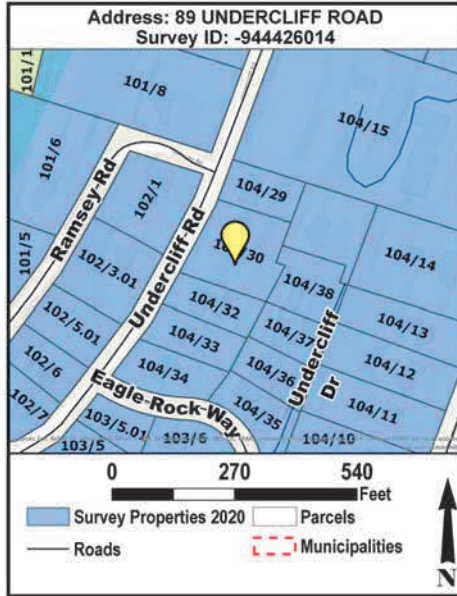 Address: 89 UNDERCLIFF ROAD
Survey ID: -944426014
101/1
101/8
104/15
101/6
104/29
Ramsey Rd
102/1
Undercliff Rd
104/30
101/5
104/14
102/3.01
104/38
104/32
104/13
102/5.01
104/37
104/33
Undercliff Dr
104/12
102/6
104/36
104/34
104/11
Eagle-Rock-Way
102/7
103/5.01
104/35
103/5
103/6
104/10
0 270 540
Feet
Survey Properties 2020
Parcels
Roads
Municipalities
N